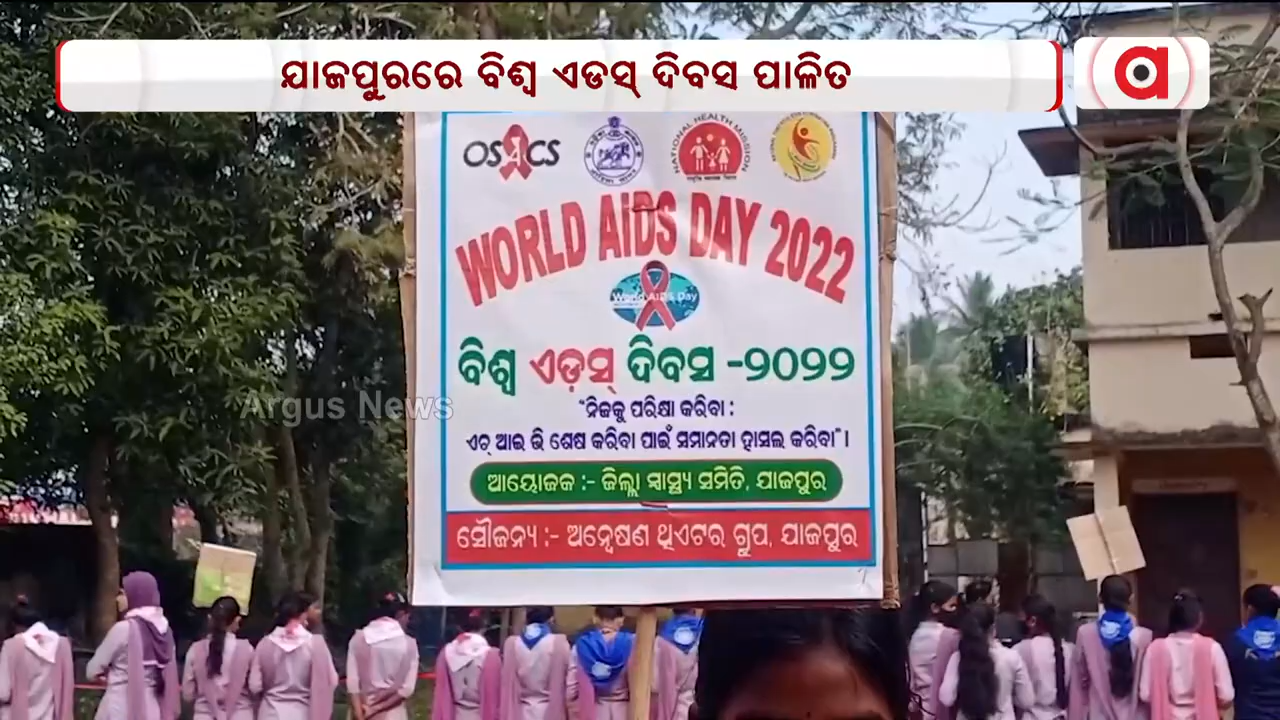 ଯାଜପୁରରେ ବିଶ୍ୱ ଏଡସ୍ ଦିବସ ପାଳିତ
a
OSACS
NATIONAL HEALTH MISSION
WORLD AiDS DAY 2022
World AIDS Day
ବିଶ୍ୱ ଏଡ଼ସ୍ ଦିବସ -୨୦୨୨
Argus News
“ନିଜକୁ ପରିକ୍ଷା କରିବା :
ଏଚ୍ ଆଇ ଭି ଶେଷ କରିବା ପାଇଁ ସମାନତା ହାସଲ କରିବା” ।
ଆୟୋଜକ :- ଜିଲ୍ଲା ସ୍ୱାସ୍ଥ୍ୟ ସମିତି, ଯାଜପୁର
ସୌଜନ୍ୟ :- ଅନ୍ୱେଷଣ ଥିଏଟର ଗ୍ରୁପ, ଯାଜପୁର